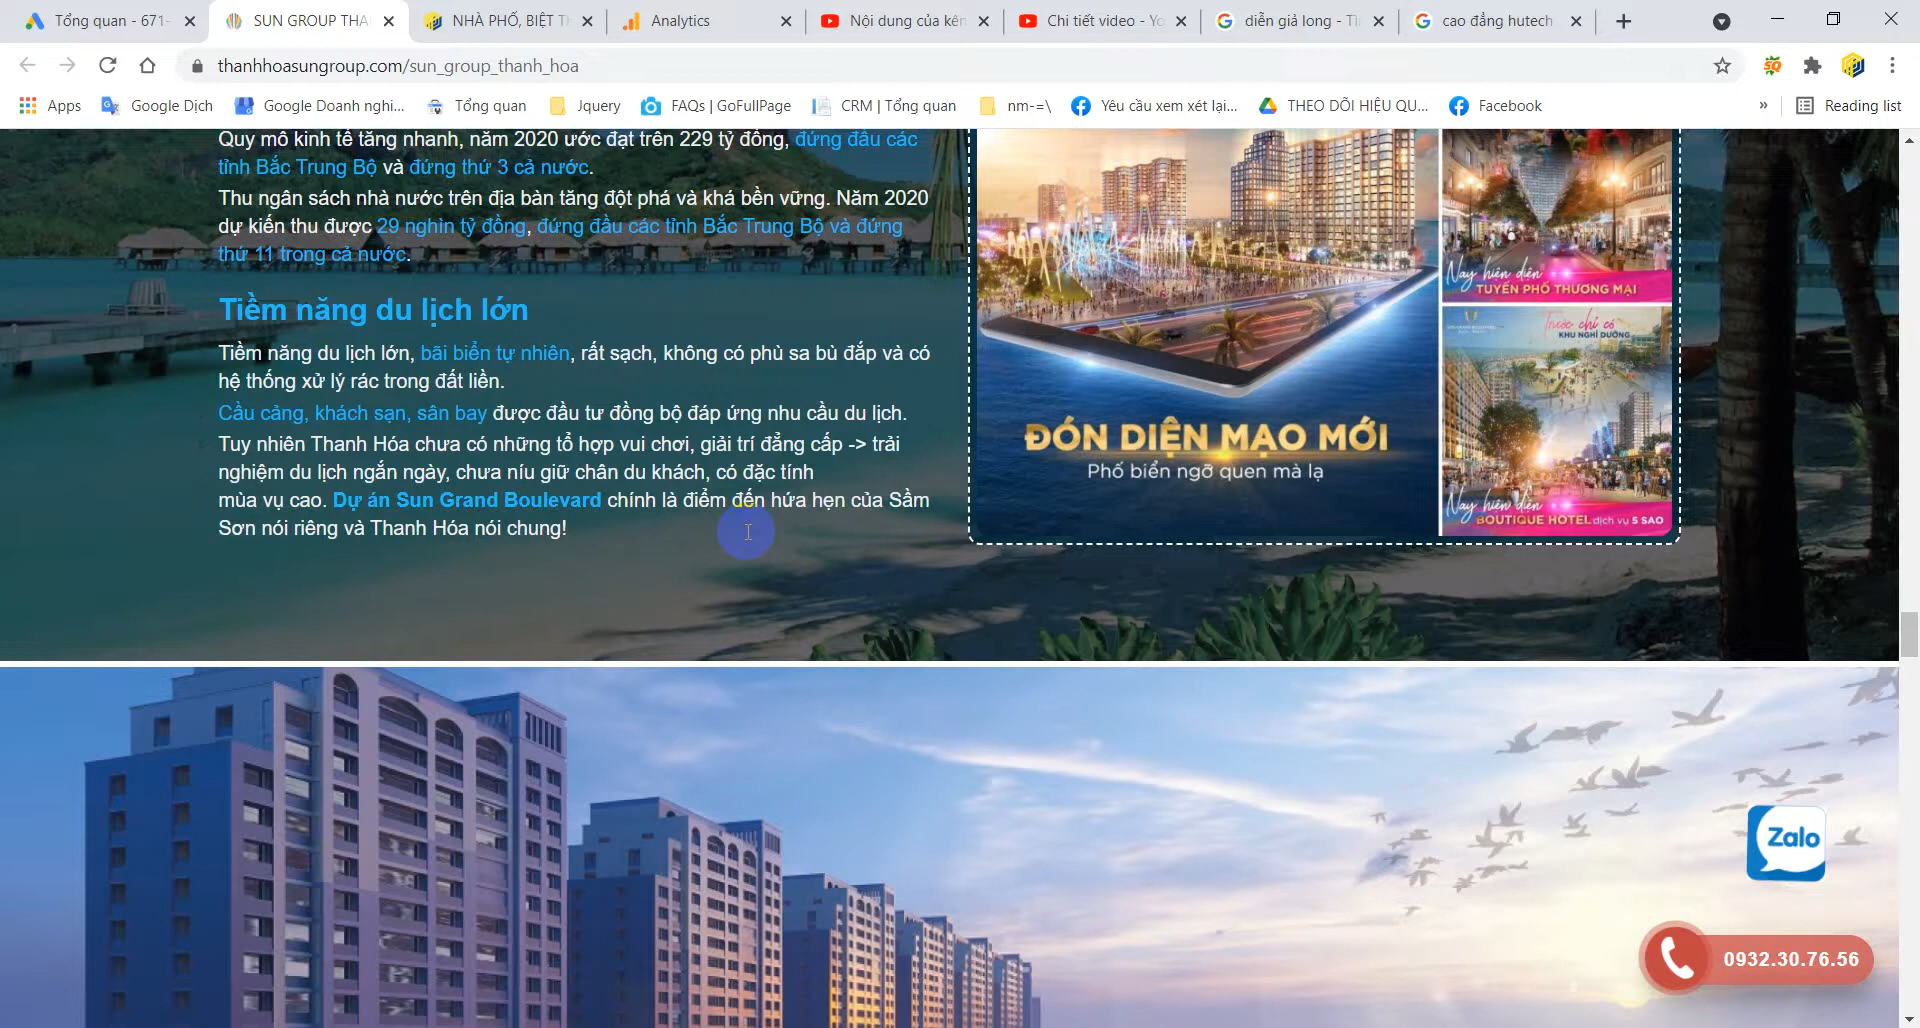 Tổng quan - 671-
SUN GROUP THA
NHÀ PHỐ, BIỆT T
Analytics
Nội dung của kên
Chi tiết video - Yo
diễn giả long - Tì
cao đẳng hutech
thanhhoasungroup.com/sun_group_thanh_hoa
Apps
Google Dịch
Google Doanh nghi...
Tổng quan
Jquery
FAQs | GoFullPage
CRM | Tổng quan
nm-=\
Yêu cầu xem xét lại...
THEO DÕI HIỆU QU...
Facebook
»
Reading list
Quy mô kinh tế tăng nhanh, năm 2020 ước đạt trên 229 tỷ đồng, đứng đầu các
tỉnh Bắc Trung Bộ và đứng thứ 3 cả nước.
Thu ngân sách nhà nước trên địa bàn tăng đột phá và khá bền vững. Năm 2020
dự kiến thu được 29 nghìn tỷ đồng, đứng đầu các tỉnh Bắc Trung Bộ và đứng
thứ 11 trong cả nước.
Tiềm năng du lịch lớn
Tiềm năng du lịch lớn, bãi biển tự nhiên, rất sạch, không có phù sa bù đắp và có
hệ thống xử lý rác trong đất liền.
Cầu cảng, khách sạn, sân bay được đầu tư đồng bộ đáp ứng nhu cầu du lịch.
Tuy nhiên Thanh Hóa chưa có những tổ hợp vui chơi, giải trí đẳng cấp -> trải
nghiệm du lịch ngắn ngày, chưa níu giữ chân du khách, có đặc tính
mùa vụ cao. Dự án Sun Grand Boulevard chính là điểm đến hứa hẹn của Sầm
Sơn nói riêng và Thanh Hóa nói chung!
ĐÓN DIỆN MẠO MỚI
Phố biển ngỡ quen mà lạ
Nay hiện diện
TUYẾN PHỐ THƯƠNG MẠI
Trước chỉ có
KHU NGHỈ DƯỠNG
Nay hiện diện
BOUTIQUE HOTEL dịch vụ 5 SAO
Zalo
0932.30.76.56